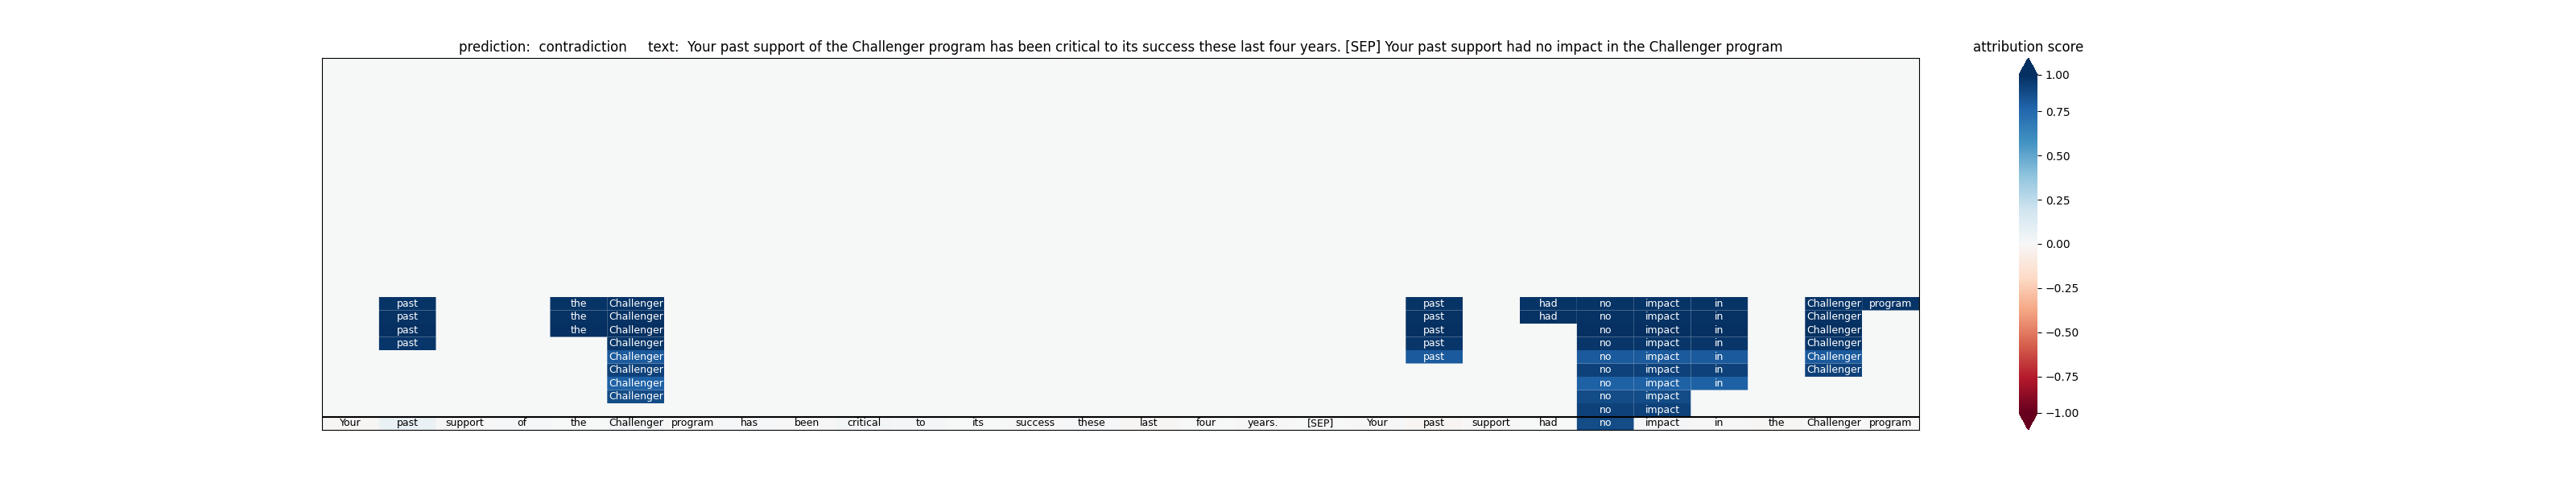 prediction:  contradiction     text:  Your past support of the Challenger program has been critical to its success these last four years. [SEP] Your past support had no impact in the Challenger program
attribution score
1.00
0.75
0.50
0.25
0.00
−0.25
−0.50
−0.75
−1.00
past the Challenger past had no impact in Challenger program
past the Challenger past had no impact in Challenger
past the Challenger past no impact in Challenger
past Challenger past no impact in Challenger
Challenger past no impact in Challenger
Challenger no impact in Challenger
Challenger no impact in
Challenger no impact
no impact
Your past support of the Challenger program has been critical to its success these last four years. [SEP] Your past support had no impact in the Challenger program